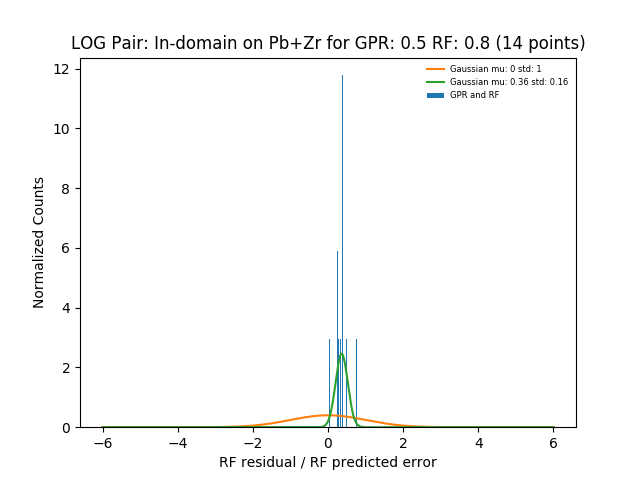 LOG Pair: In-domain on Pb+Zr for GPR: 0.5 RF: 0.8 (14 points)
Gaussian mu: 0 std: 1
Gaussian mu: 0.36 std: 0.16
GPR and RF
Normalized Counts
12
10
8
6
4
2
0
−6
−4
−2
0
2
4
6
RF residual / RF predicted error